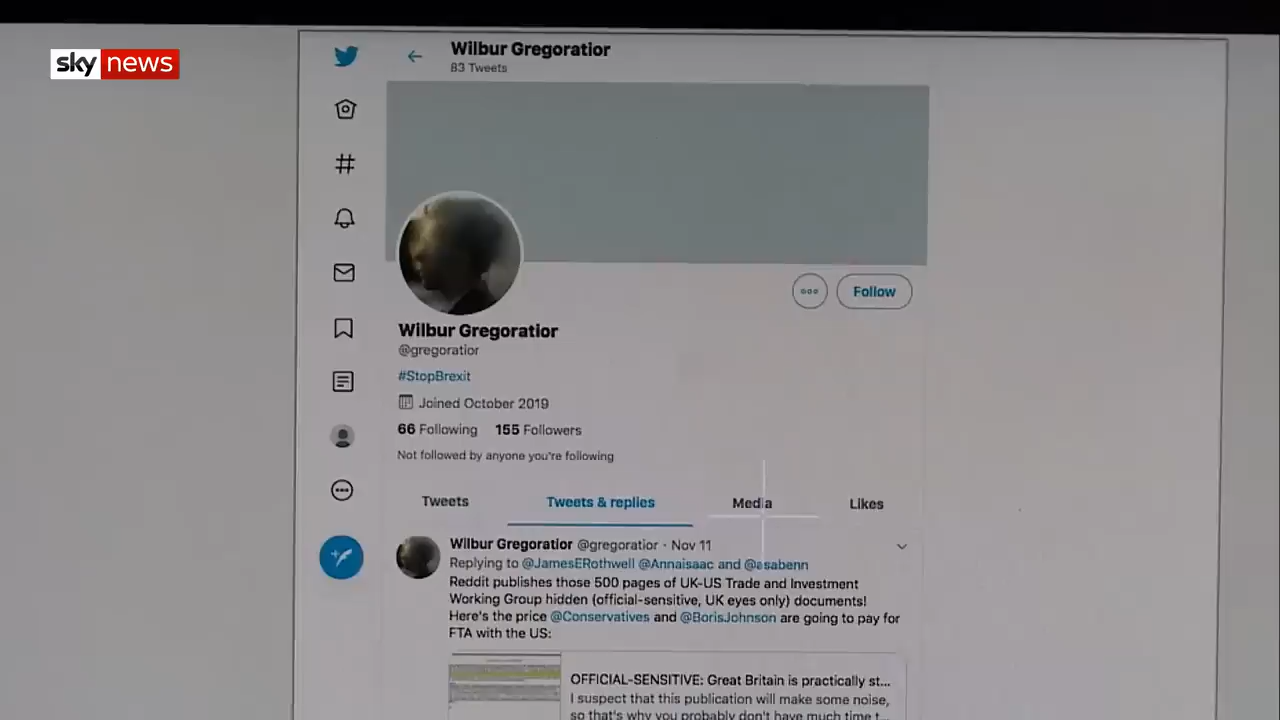 sky news
Wilbur Gregoratior
83 Tweets
Follow
Wilbur Gregoratior
@gregoratior
#StopBrexit
Joined October 2019
66 Following 155 Followers
Not followed by anyone you're following
Tweets Tweets & replies Media Likes
Wilbur Gregoratior @gregoratior · Nov 11
Replying to @JamesERothwell @Annaisaac and @asabenn
Reddit publishes those 500 pages of UK-US Trade and Investment
Working Group hidden (official-sensitive, UK eyes only) documents!
Here's the price @Conservatives and @BorisJohnson are going to pay for
FTA with the US:
OFFICIAL-SENSITIVE: Great Britain is practically st...
I suspect that this publication will make some noise,
so that's why you probably don't have much time t...